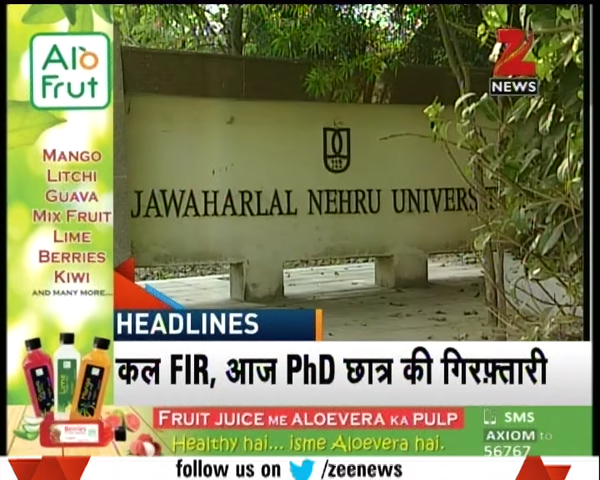 Alo
Frut
MANGO
LITCHI
GUAVA
MIX FRUIT
LIME
BERRIES
KIWI
AND MANY MORE...
Z
NEWS
JAWAHARLAL NEHRU UNIVERS
HEADLINES
कल FIR, आज PhD छात्र की गिरफ़्तारी
FRUIT JUICE ME ALOEVERA KA PULP
Healthy hai... isme Aloevera hai.
SMS
AXIOM to
56767
follow us on /zeenews